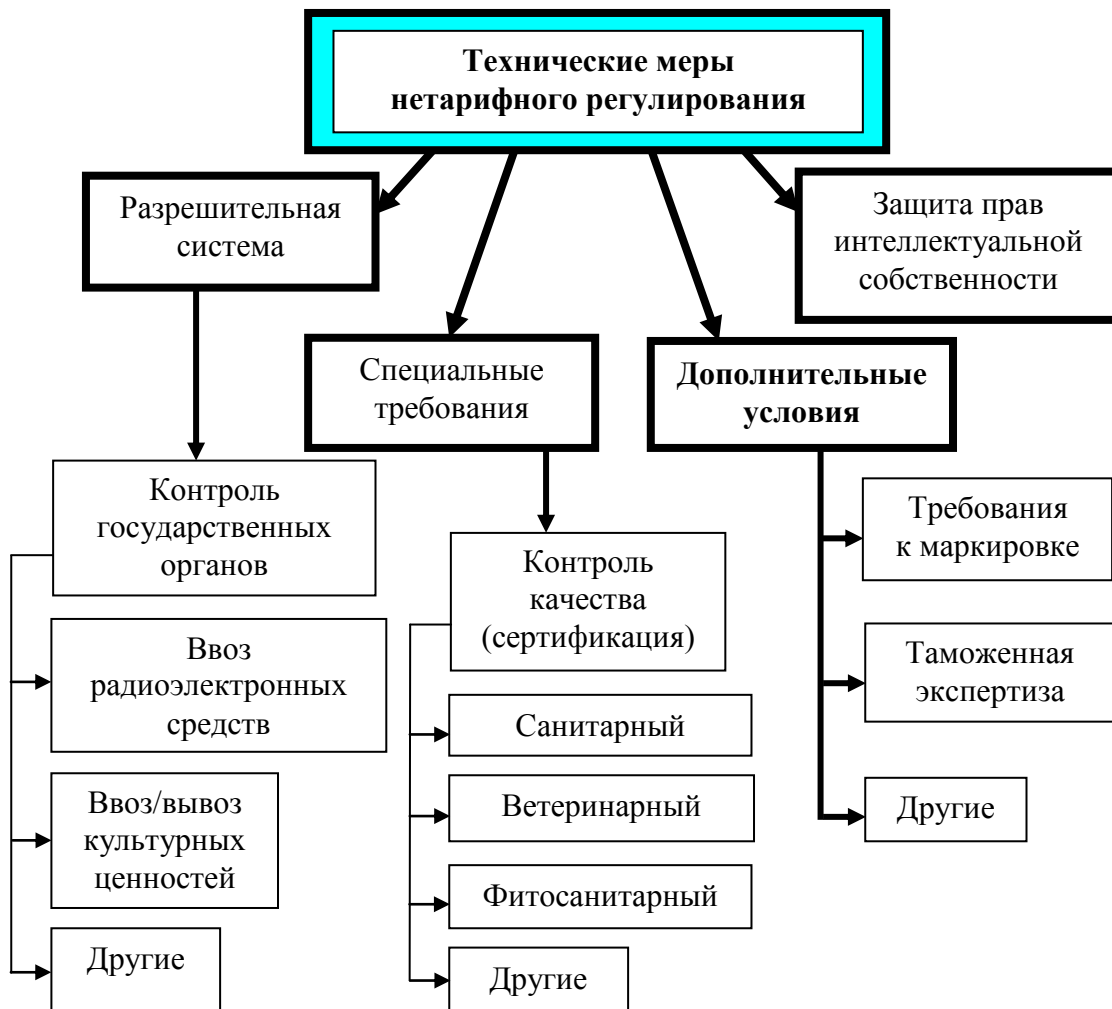 Технические меры
нетарифного регулирования
Разрешительная
система
Защита прав
интеллектуальной
собственности
Специальные
требования
Дополнительные
условия
Контроль
государственных
органов
Ввоз
радиоэлектронных
средств
Ввоз/вывоз
культурных
ценностей
Другие
Контроль
качества
(сертификация)
Санитарный
Ветеринарный
Фитосанитарный
Другие
Требования
к маркировке
Таможенная
экспертиза
Другие